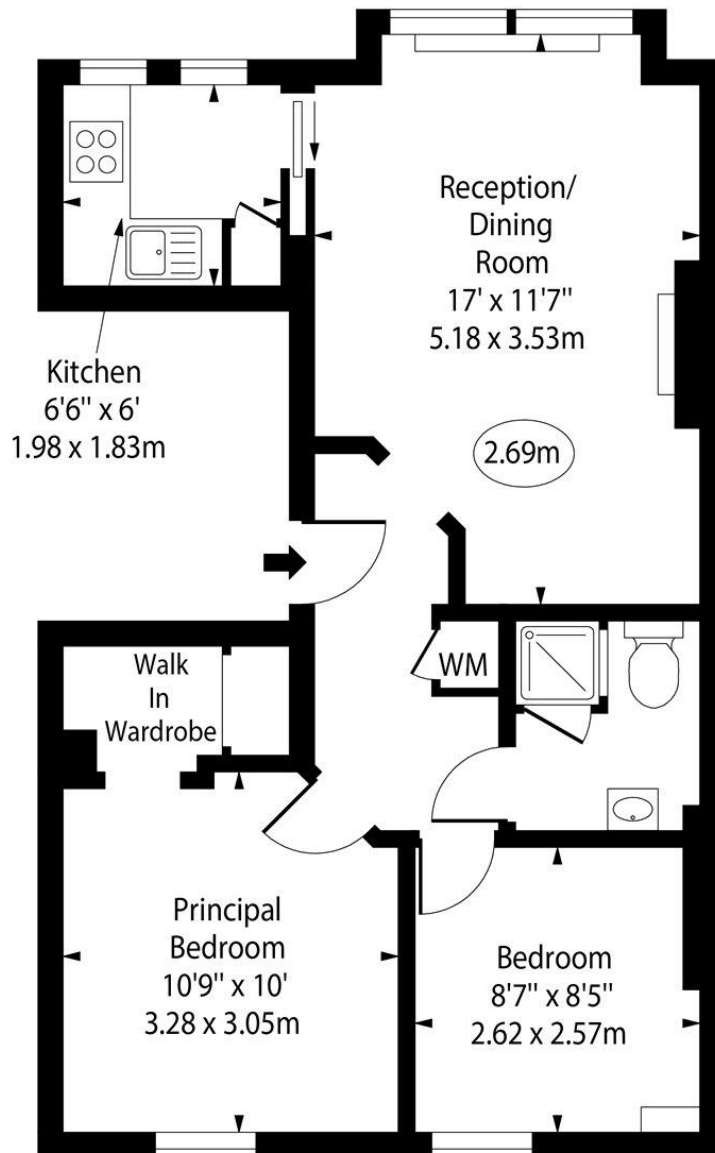 Reception/
Dining
Room
17' x 11'7"
5.18 x 3.53m
Kitchen
6'6" x 6'
1.98 x 1.83m
2.69m
Walk
In
Wardrobe
WM
Principal
Bedroom
10'9" x 10'
3.28 x 3.05m
Bedroom
8'7" x 8'5"
2.62 x 2.57m